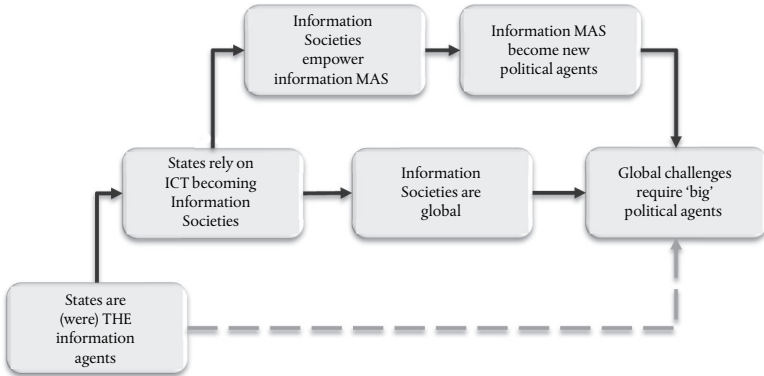 Information
Societies
empower
information MAS
Information MAS
become new
political agents
States rely on
ICT becoming
Information
Societies
Information
Societies are
global
Global challenges
require ‘big’
political agents
States are
(were) THE
information
agents